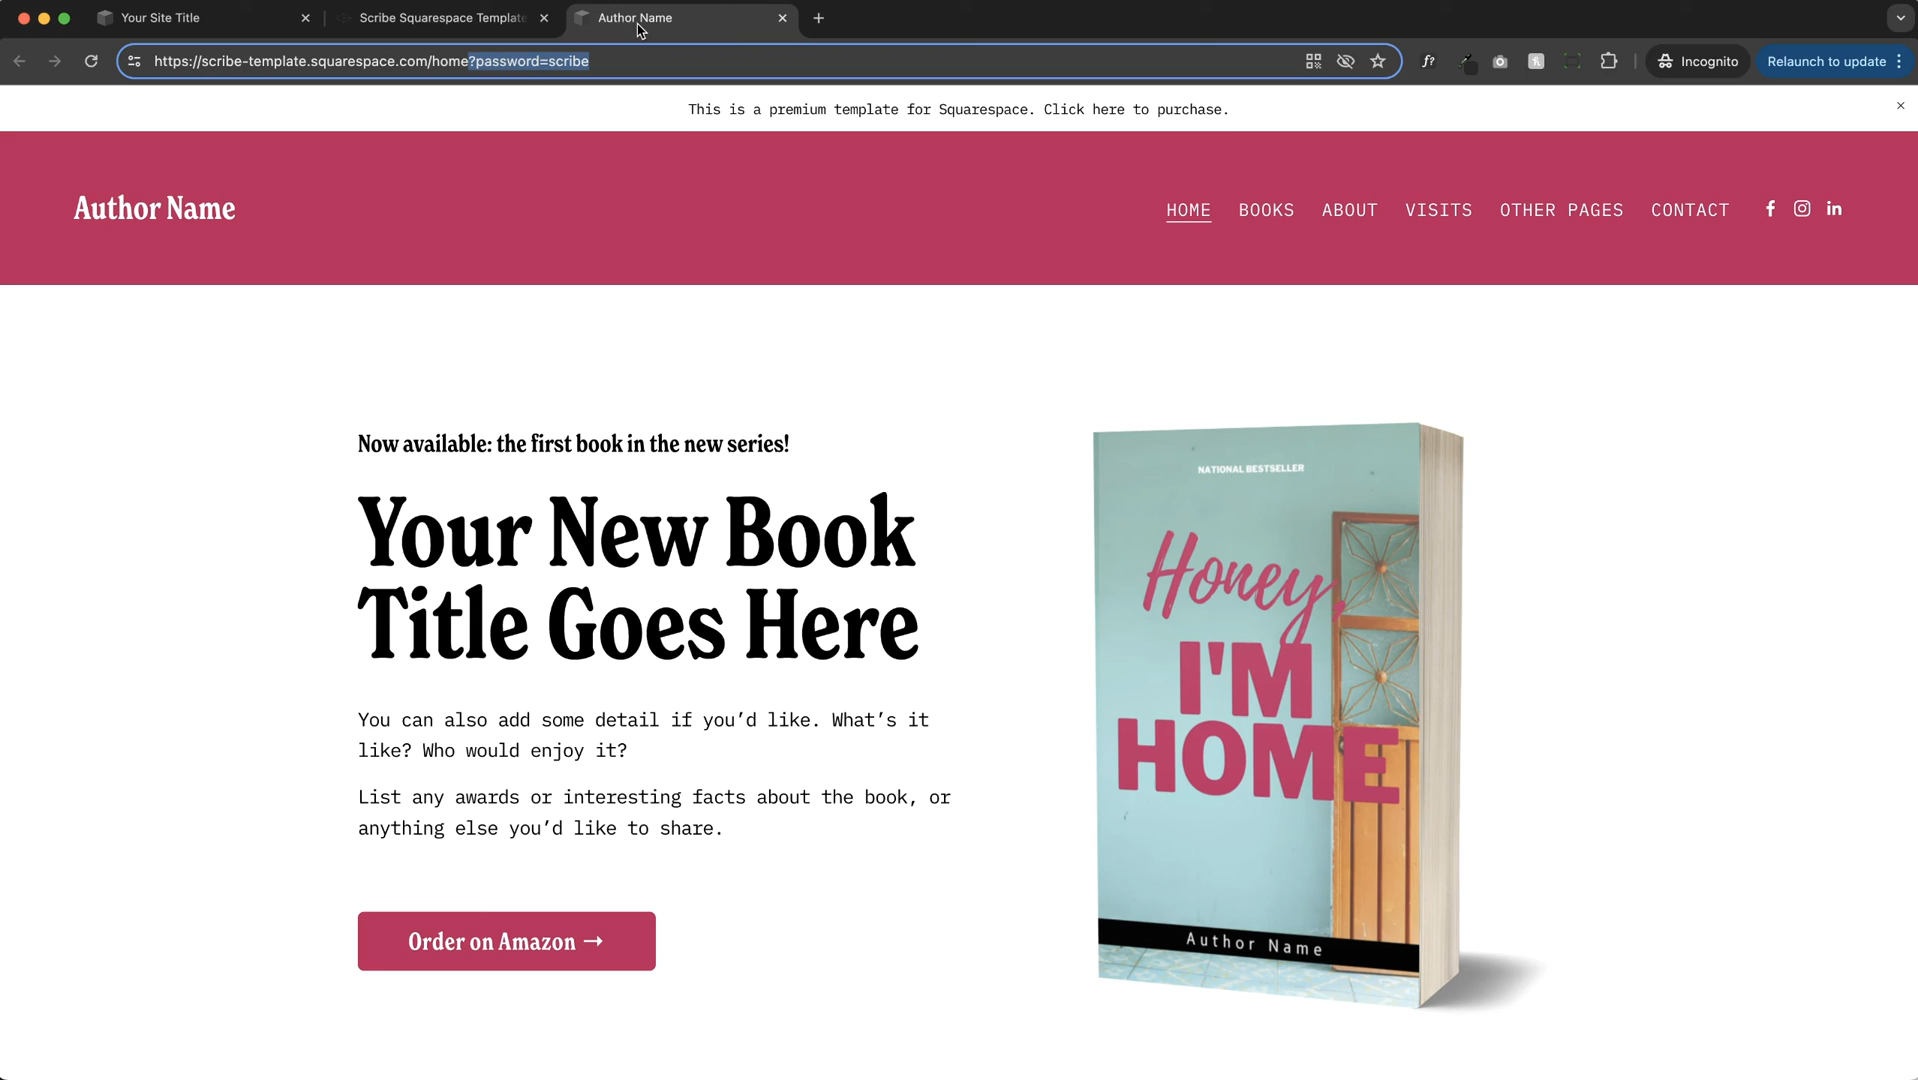 Your Site Title
Scribe Squarespace Template
Author Name
https://scribe-template.squarespace.com/home?password=scribe
f?
Incognito
Relaunch to update
This is a premium template for Squarespace. Click here to purchase.
Author Name
HOME
BOOKS
ABOUT
VISITS
OTHER PAGES
CONTACT
Now available: the first book in the new series!
Your New Book
Title Goes Here
You can also add some detail if you’d like. What’s it
like? Who would enjoy it?
List any awards or interesting facts about the book, or
anything else you’d like to share.
Order on Amazon →
NATIONAL BESTSELLER
Honey,
I'M
HOME
Author Name